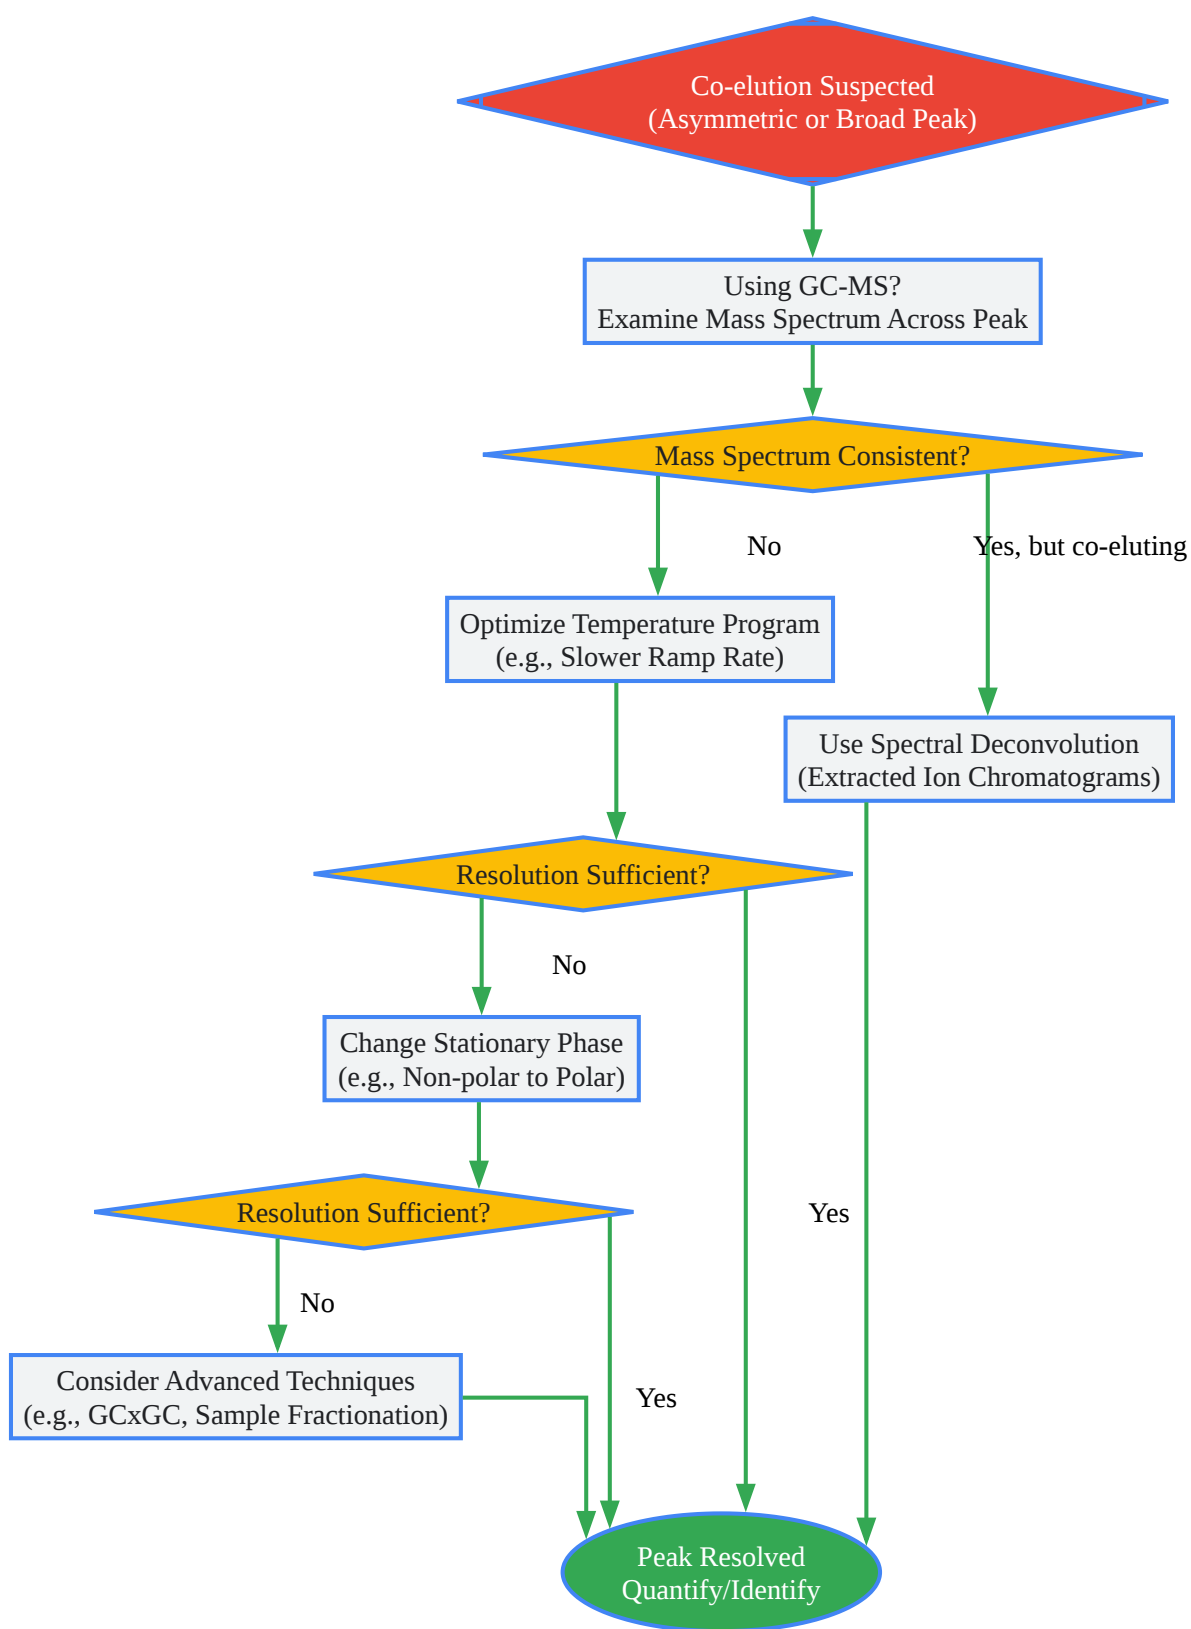 Co-elution Suspected
(Asymmetric or Broad Peak)
Using GC-MS?
Examine Mass Spectrum Across Peak
Mass Spectrum Consistent?
No
Yes, but co-eluting
Optimize Temperature Program
(e.g., Slower Ramp Rate)
Use Spectral Deconvolution
(Extracted Ion Chromatograms)
Resolution Sufficient?
No
Change Stationary Phase
(e.g., Non-polar to Polar)
Resolution Sufficient?
Yes
No
Consider Advanced Techniques
(e.g., GCxGC, Sample Fractionation)
Yes
Peak Resolved
Quantify/Identify